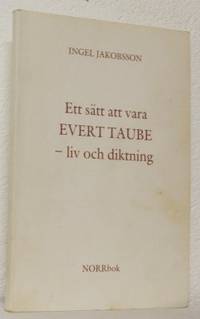 INGEL JAKOBSSON
Ett sätt att vara
EVERT TAUBE
– liv och diktning
NORRbok